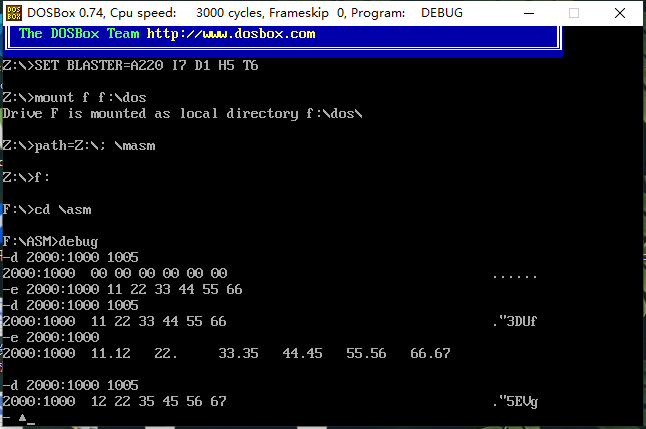 DOSBox 0.74, Cpu speed: 3000 cycles, Frameskip 0, Program: DEBUG
The DOSBox Team http://www.dosbox.com
Z:\>SET BLASTER=A220 I7 D1 H5 T6
Z:\>mount f f:\dos
Drive F is mounted as local directory f:\dos\
Z:\>path=Z:\; \masm
Z:\>f:
F:\>cd \asm
F:\ASM>debug
-d 2000:1000 1005
2000:1000 00 00 00 00 00 00 ......
-e 2000:1000 11 22 33 44 55 66
-d 2000:1000 1005
2000:1000 11 22 33 44 55 66 ."3DUf
-e 2000:1000
2000:1000 11.12 22. 33.35 44.45 55.56 66.67
-d 2000:1000 1005
2000:1000 12 22 35 45 56 67 ."5EVg
- ▲_